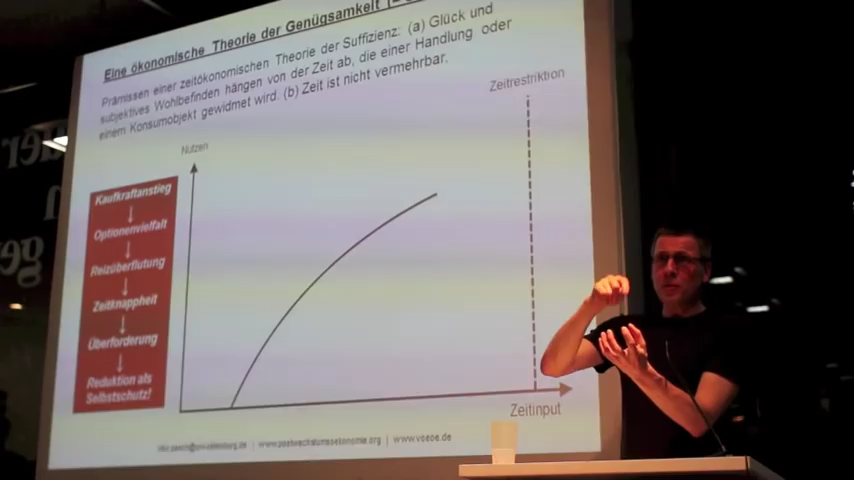 Eine ökonomische Theorie der Genügsamkeit
Prämissen einer zeitökonomischen Theorie der Suffizienz: (a) Glück und
subjektives Wohlbefinden hängen von der Zeit ab, die einer Handlung oder
einem Konsumobjekt gewidmet wird. (b) Zeit ist nicht vermehrbar.
Zeitrestriktion
Nutzen
Kaufkraftanstieg
Optionenvielfalt
Reizüberflutung
Zeitknappheit
Überforderung
Reduktion als
Selbstschutz!
Zeitinput
| www.postwachstumsoekonomie.org | www.voeoe.de